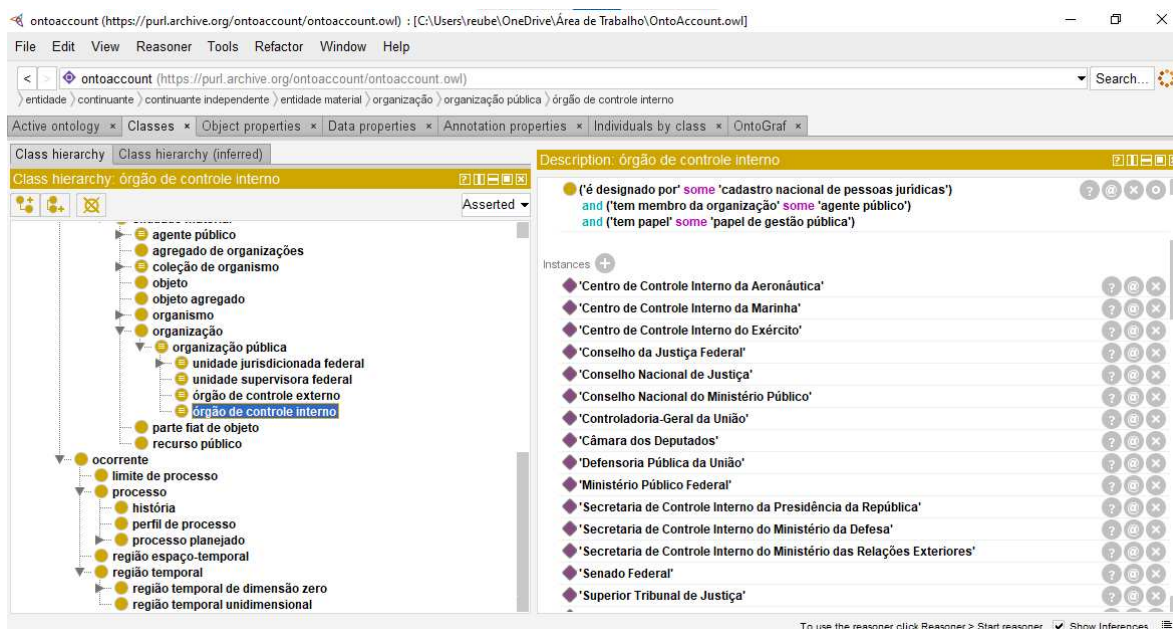 ontoaccount (https://purl.archive.org/ontoaccount/ontoaccount.owl) : [C:\Users\reube\OneDrive\Área de Trabalho\OntoAccount.owl]
File Edit View Reasoner Tools Refactor Window Help
< > ontoaccount (https://purl.archive.org/ontoaccount/ontoaccount.owl) Search...
entidade continuante continuante independente entidade material organização organização pública órgão de controle interno
Active ontology × Classes × Object properties × Data properties × Annotation properties × Individuals by class × OntoGraf ×
Class hierarchy Class hierarchy (inferred)
Class hierarchy: órgão de controle interno
Asserted
agente público
agregado de organizações
coleção de organismo
objeto
objeto agregado
organismo
organização
organização pública
unidade jurisdicionada federal
unidade supervisora federal
órgão de controle externo
órgão de controle interno
parte fiat de objeto
recurso público
ocorrente
limite de processo
processo
história
perfil de processo
processo planejado
região espaço-temporal
região temporal
região temporal de dimensão zero
região temporal unidimensional
Description: órgão de controle interno
('é designado por' some 'cadastro nacional de pessoas jurídicas')
and ('tem membro da organização' some 'agente público')
and ('tem papel' some 'papel de gestão pública')
Instances
'Centro de Controle Interno da Aeronáutica'
'Centro de Controle Interno da Marinha'
'Centro de Controle Interno do Exército'
'Conselho da Justiça Federal'
'Conselho Nacional de Justiça'
'Conselho Nacional do Ministério Público'
'Controladoria-Geral da União'
'Câmara dos Deputados'
'Defensoria Pública da União'
'Ministério Público Federal'
'Secretaria de Controle Interno da Presidência da República'
'Secretaria de Controle Interno do Ministério da Defesa'
'Secretaria de Controle Interno do Ministério das Relações Exteriores'
'Senado Federal'
'Superior Tribunal de Justiça'
To use the reasoner click Reasoner > Start reasoner Show Inferences